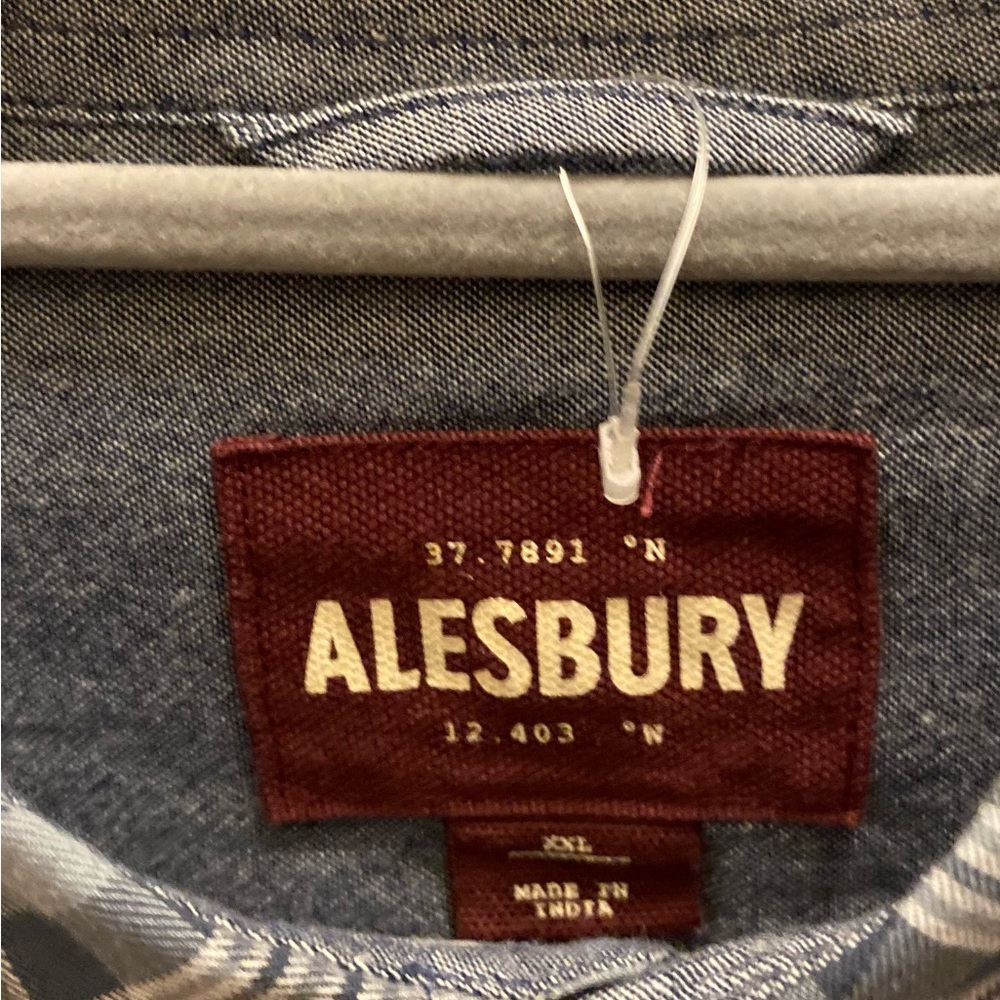 37.7891 °N
ALESBURY
12.403 °W
XXL
MADE IN
INDIA